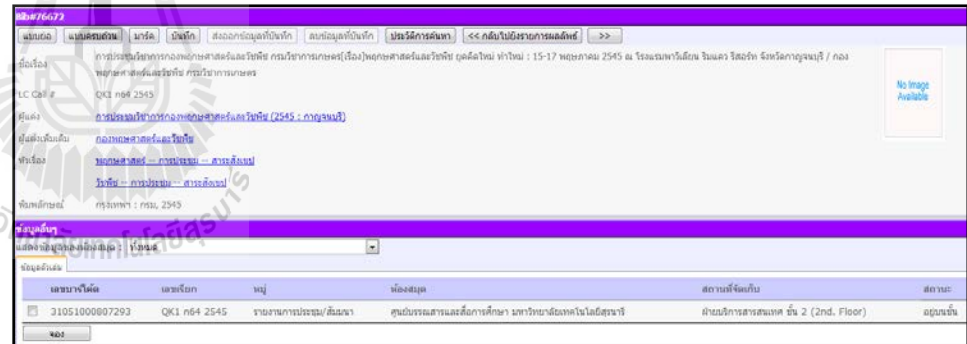 Bib#76672
แบบย่อ แบบครบถ้วน มาร์ค บันทึก ส่งออกข้อมูลที่บันทึก ลบข้อมูลที่บันทึก ประวัติการค้นหา << กลับไปยังรายการผลลัพธ์ >>
ชื่อเรื่อง การประชุมวิชาการกองพฤกษศาสตร์และวัชพืช กรมวิชาการเกษตร(เรื่อง)พฤกษศาสตร์และวัชพืช ยุคคิดใหม่ ทำใหม่ : 15-17 พฤษภาคม 2545 ณ โรงแรมพาวิเลียน ริมแคว รีสอร์ท จังหวัดกาญจนบุรี / กอง
พฤกษศาสตร์และวัชพืช กรมวิชาการเกษตร
No Image
Available
LC Call # QK1 ก64 2545
ผู้แต่ง การประชุมวิชาการกองพฤกษศาสตร์และวัชพืช (2545 : กาญจนบุรี)
ผู้แต่งเพิ่มเติม กองพฤกษศาสตร์และวัชพืช
หัวเรื่อง พฤกษศาสตร์ -- การประชุม -- สาระสังเขป
วัชพืช -- การประชุม -- สาระสังเขป
พิมพลักษณ์ กรุงเทพฯ : กรม, 2545
ข้อมูลอื่นๆ
แสดงข้อมูลของห้องสมุด : ทั้งหมด
ข้อมูลตัวเล่ม
เลขบาร์โค้ด เลขเรียก หมู่ ห้องสมุด สถานที่จัดเก็บ สถานะ
31051000807293 QK1 ก64 2545 รายงานการประชุม/สัมมนา ศูนย์บรรณสารและสื่อการศึกษา มหาวิทยาลัยเทคโนโลยีสุรนารี ฝ่ายบริการสารสนเทศ ชั้น 2 (2nd. Floor) อยู่บนชั้น
จอง